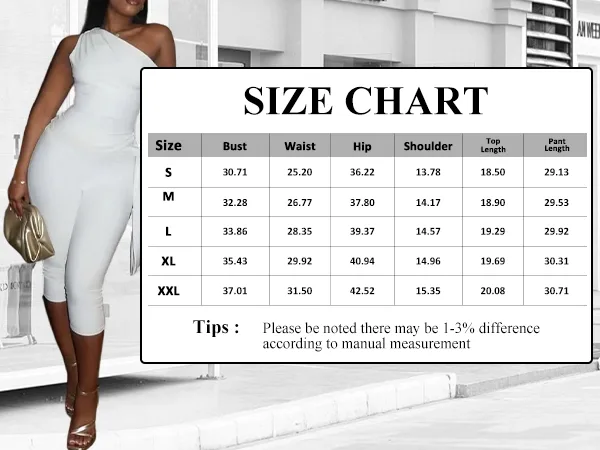 AN WEEK
SIZE CHART
Size Bust Waist Hip Shoulder Top Length Pant Length
S 30.71 25.20 36.22 13.78 18.50 29.13
M 32.28 26.77 37.80 14.17 18.90 29.53
L 33.86 28.35 39.37 14.57 19.29 29.92
XL 35.43 29.92 40.94 14.96 19.69 30.31
XXL 37.01 31.50 42.52 15.35 20.08 30.71
Tips : Please be noted there may be 1-3% difference
according to manual measurement